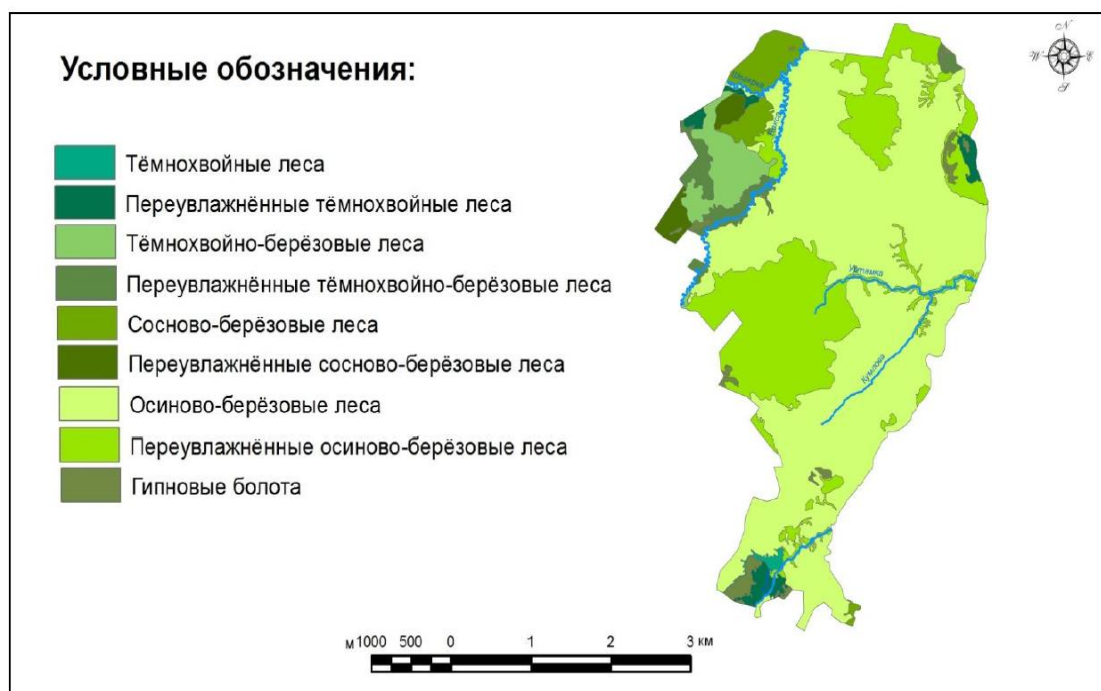 Условные обозначения:
Тёмнохвойные леса
Переувлажнённые тёмнохвойные леса
Тёмнохвойно-берёзовые леса
Переувлажнённые тёмнохвойно-берёзовые леса
Сосново-берёзовые леса
Переувлажнённые сосново-берёзовые леса
Осиново-берёзовые леса
Переувлажнённые осиново-берёзовые леса
Гипновые болота
N
W E
S
Кумлова
м 1000 500 0 1 2 3 км